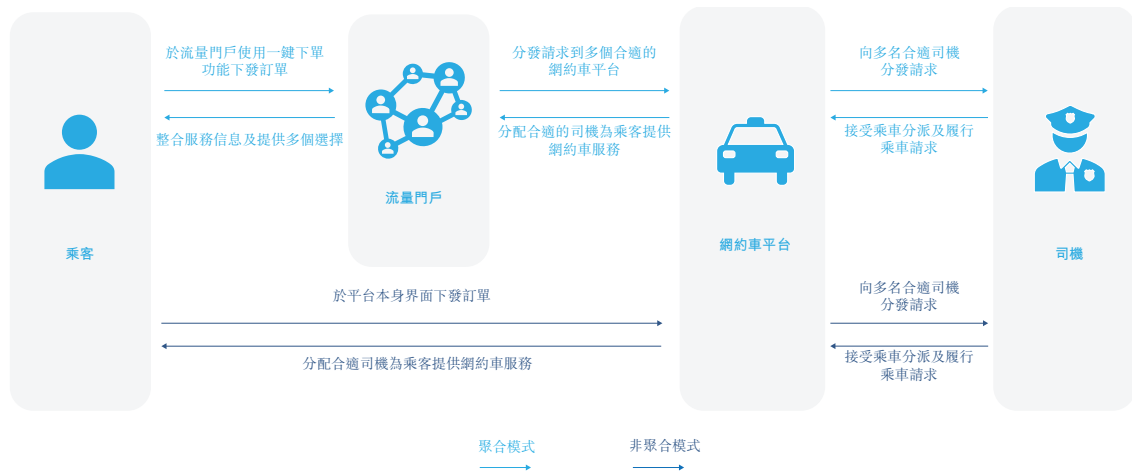 於流量門戶使用一鍵下單
功能下發訂單
整合服務信息及提供多個選擇
分發請求到多個合適的
網約車平台
分配合適的司機為乘客提供
網約車服務
向多名合適司機
分發請求
接受乘車分派及履行
乘車請求
流量門戶
乘客
網約車平台
司機
於平台本身界面下發訂單
分配合適司機為乘客提供網約車服務
向多名合適司機
分發請求
接受乘車分派及履行
乘車請求
聚合模式
非聚合模式